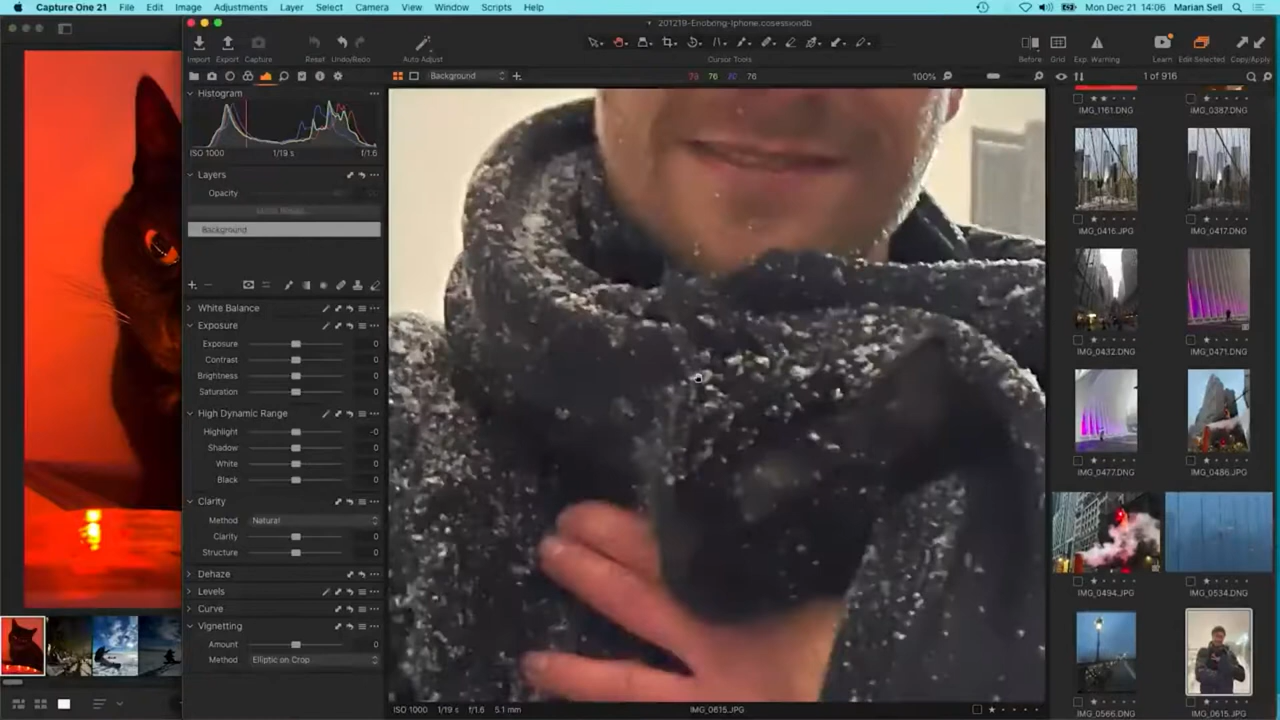 Capture One 21 File Edit Image Adjustments Layer Select Camera View Window Scripts Help Mon Dec 21 14:06 Marian Sell
201219-Enobong-Iphone.cosessiondb
Import Export Capture Reset Undo/Redo Auto Adjust Cursor Tools Before Grid Exp. Warning Learn Edit Selected Copy/Apply
Background 76 76 100% 1 of 916
Histogram
ISO 1000 1/19 s f/1.6
Layers
Opacity
Background
White Balance
Exposure
Exposure 0
Contrast 0
Brightness 0
Saturation 0
High Dynamic Range
Highlight -0
Shadow 0
White 0
Black 0
Clarity
Method Natural
Clarity 0
Structure 0
Dehaze
Levels
Curve
Vignetting
Amount 0
Method Elliptic on Crop
ISO 1000 1/19 s f/1.6 5.1 mm IMG_0615.JPG
IMG_1161.DNG IMG_0387.DNG
IMG_0416.JPG IMG_0417.DNG
IMG_0432.DNG IMG_0471.DNG
IMG_0477.DNG IMG_0486.JPG
IMG_0494.JPG IMG_0534.DNG
IMG_0566.DNG IMG_0615.JPG